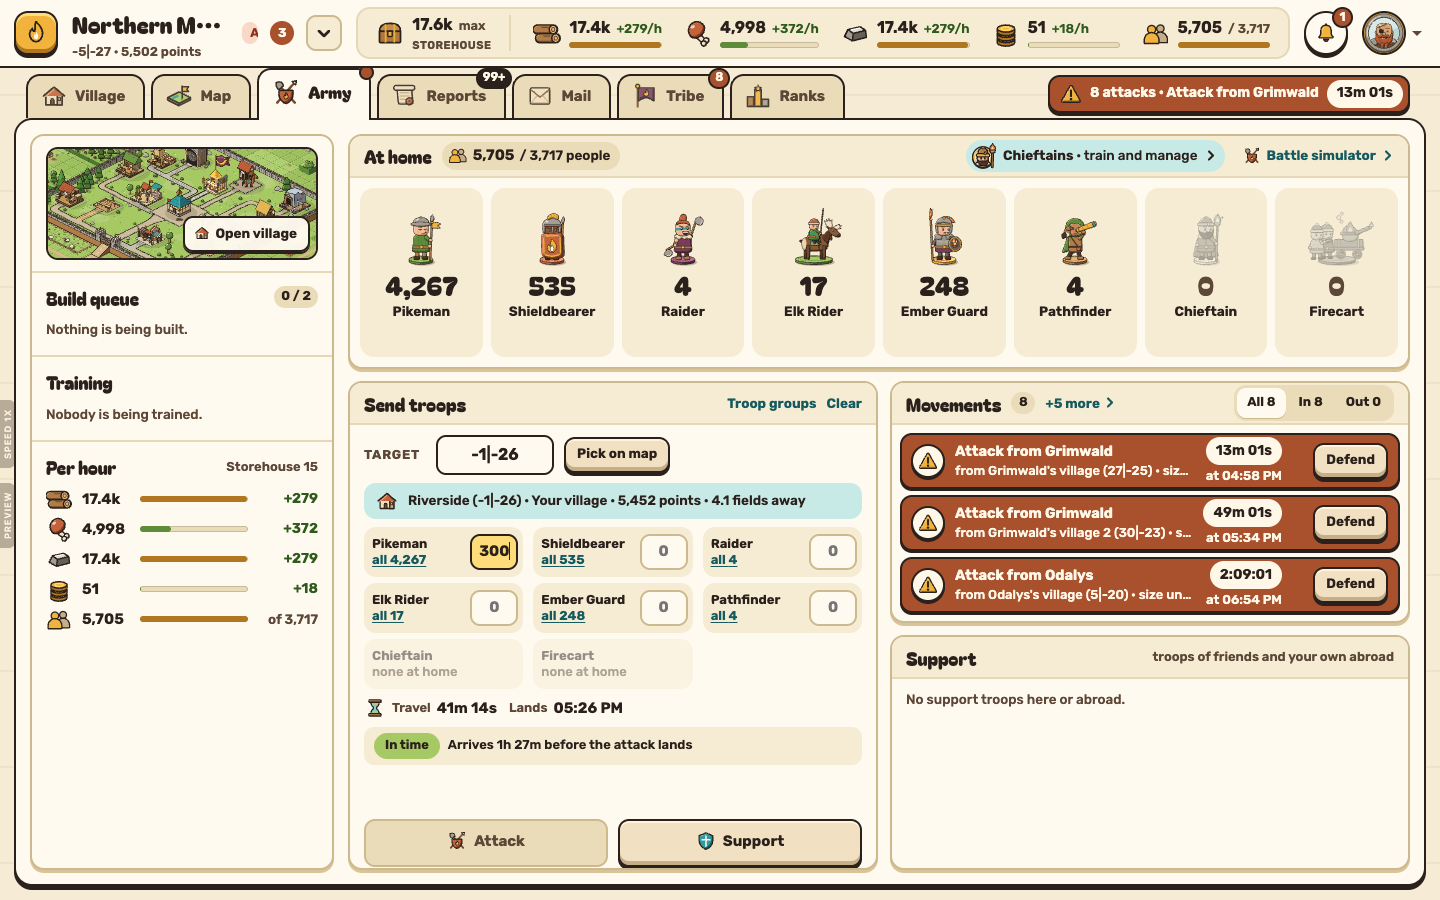 Northern M•••
-5|-27 • 5,502 points
A
3
17.6k max
STOREHOUSE
17.4k +279/h
4,998 +372/h
17.4k +279/h
51 +18/h
5,705 / 3,717
1
Village
Map
Army
Reports
99+
Mail
Tribe
8
Ranks
8 attacks • Attack from Grimwald 13m 01s
SPEED 1X
PREVIEW
Open village
Build queue 0 / 2
Nothing is being built.
Training
Nobody is being trained.
Per hour Storehouse 15
17.4k +279
4,998 +372
17.4k +279
51 +18
5,705 of 3,717
At home 5,705 / 3,717 people
Chieftains • train and manage
Battle simulator
4,267 535 4 17 248 4 0 0
Pikeman Shieldbearer Raider Elk Rider Ember Guard Pathfinder Chieftain Firecart
Send troops Troop groups Clear
TARGET -1|-26 Pick on map
Riverside (-1|-26) • Your village • 5,452 points • 4.1 fields away
Pikeman
all 4,267
300
Shieldbearer
all 535
0
Raider
all 4
0
Elk Rider
all 17
0
Ember Guard
all 248
0
Pathfinder
all 4
0
Chieftain
none at home
Firecart
none at home
Travel 41m 14s Lands 05:26 PM
In time Arrives 1h 27m before the attack lands
Attack
Support
Movements 8 +5 more All 8 In 8 Out 0
Attack from Grimwald
from Grimwald's village (27|-25) • siz...
13m 01s
at 04:58 PM
Defend
Attack from Grimwald
from Grimwald's village 2 (30|-23) • s...
49m 01s
at 05:34 PM
Defend
Attack from Odalys
from Odalys's village (5|-20) • size un...
2:09:01
at 06:54 PM
Defend
Support troops of friends and your own abroad
No support troops here or abroad.